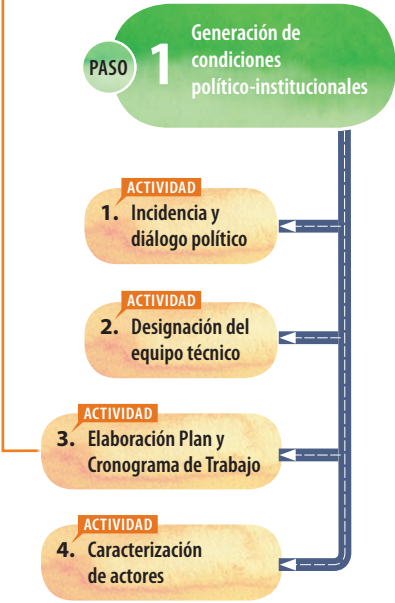 PASO 1
Generación de
condiciones
político-institucionales
ACTIVIDAD
1. Incidencia y
diálogo político
ACTIVIDAD
2. Designación del
equipo técnico
ACTIVIDAD
3. Elaboración Plan y
Cronograma de Trabajo
ACTIVIDAD
4. Caracterización
de actores